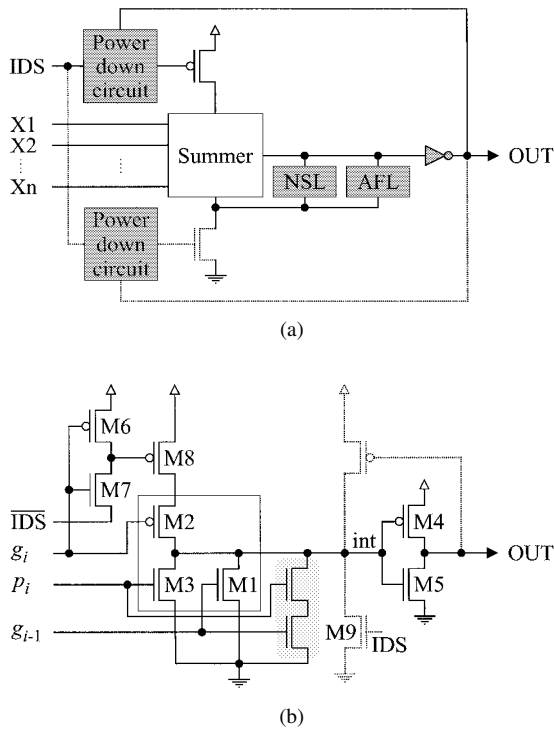 Power
down
circuit
IDS
X1
X2
Xn
Summer
NSL
AFL
OUT
Power
down
circuit
(a)
M6
M7
M8
IDS
M2
g_i
p_i
M3
M1
g_{i-1}
int
M4
M5
OUT
M9
IDS
(b)